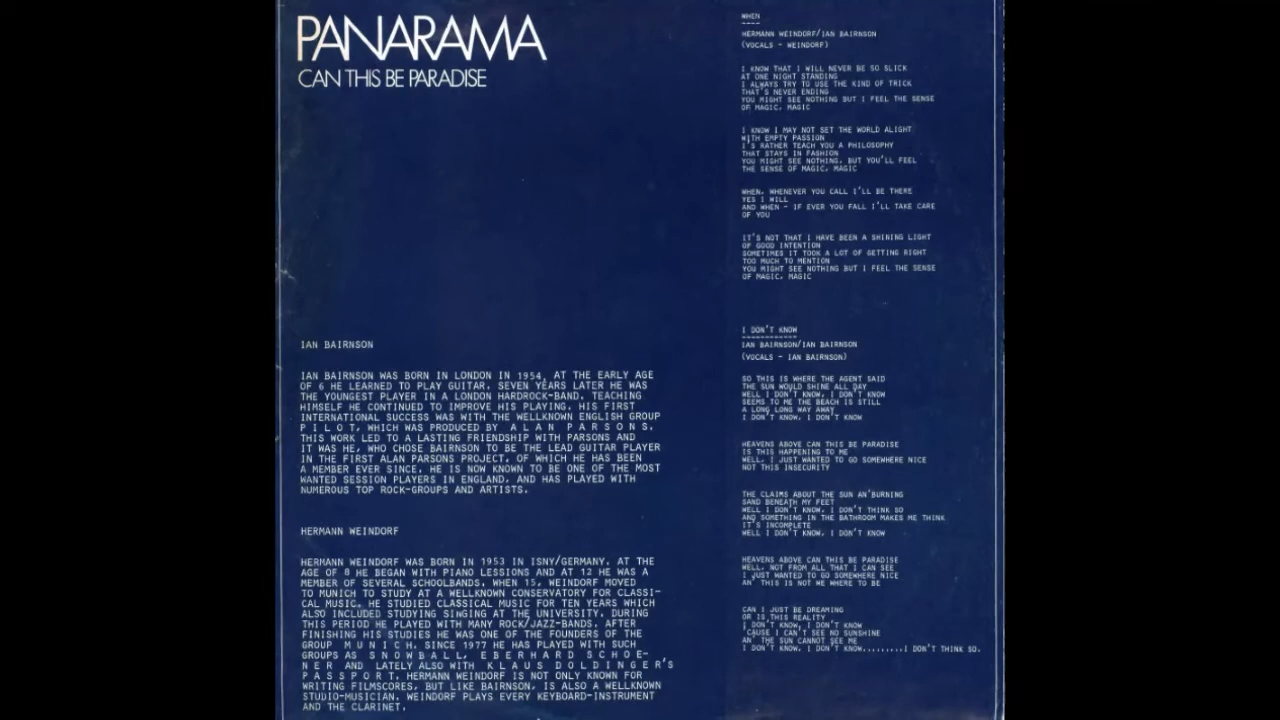 PANARAMA
CAN THIS BE PARADISE
IAN BAIRNSON
IAN BAIRNSON WAS BORN IN LONDON IN 1954, AT THE EARLY AGE
OF 6 HE LEARNED TO PLAY GUITAR. SEVEN YEARS LATER HE WAS
THE YOUNGEST PLAYER IN A LONDON HARDROCK-BAND. TEACHING
HIMSELF HE CONTINUED TO IMPROVE HIS PLAYING. HIS FIRST
INTERNATIONAL SUCCESS WAS WITH THE WELLKNOWN ENGLISH GROUP
P I L O T, WHICH WAS PRODUCED BY A L A N P A R S O N S.
THIS WORK LED TO A LASTING FRIENDSHIP WITH PARSONS AND
IT WAS HE, WHO CHOSE BAIRNSON TO BE THE LEAD GUITAR PLAYER
IN THE FIRST ALAN PARSONS PROJECT, OF WHICH HE HAS BEEN
A MEMBER EVER SINCE. HE IS NOW KNOWN TO BE ONE OF THE MOST
WANTED SESSION PLAYERS IN ENGLAND, AND HAS PLAYED WITH
NUMEROUS TOP ROCK-GROUPS AND ARTISTS.
HERMANN WEINDORF
HERMANN WEINDORF WAS BORN IN 1953 IN ISNY/GERMANY. AT THE
AGE OF 8 HE BEGAN WITH PIANO LESSIONS AND AT 12 HE WAS A
MEMBER OF SEVERAL SCHOOLBANDS. WHEN 15, WEINDORF MOVED
TO MUNICH TO STUDY AT A WELLKNOWN CONSERVATORY FOR CLASSI-
CAL MUSIC. HE STUDIED CLASSICAL MUSIC FOR TEN YEARS WHICH
ALSO INCLUDED STUDYING SINGING AT THE UNIVERSITY. DURING
THIS PERIOD HE PLAYED WITH MANY ROCK/JAZZ-BANDS. AFTER
FINISHING HIS STUDIES HE WAS ONE OF THE FOUNDERS OF THE
GROUP M U N I C H. SINCE 1977 HE HAS PLAYED WITH SUCH
GROUPS AS S N O W B A L L, E B E R H A R D S C H O E-
N E R AND LATELY ALSO WITH K L A U S D O L D I N G E R'S
P A S S P O R T. HERMANN WEINDORF IS NOT ONLY KNOWN FOR
WRITING FILMSCORES, BUT LIKE BAIRNSON, IS ALSO A WELLKNOWN
STUDIO-MUSICIAN. WEINDORF PLAYS EVERY KEYBOARD-INSTRUMENT
AND THE CLARINET.
WHEN
HERMANN WEINDORF/IAN BAIRNSON
(VOCALS - WEINDORF)
I KNOW THAT I WILL NEVER BE SO SLICK
AT ONE NIGHT STANDING
I ALWAYS TRY TO USE THE KIND OF TRICK
THAT'S NEVER ENDING
YOU MIGHT SEE NOTHING BUT I FEEL THE SENSE
OF MAGIC, MAGIC
I KNOW I MAY NOT SET THE WORLD ALIGHT
WITH EMPTY PASSION
I'S RATHER TEACH YOU A PHILOSOPHY
THAT STAYS IN FASHION
YOU MIGHT SEE NOTHING, BUT YOU'LL FEEL
THE SENSE OF MAGIC, MAGIC
WHEN, WHENEVER YOU CALL I'LL BE THERE
YES I WILL
AND WHEN - IF EVER YOU FALL I'LL TAKE CARE
OF YOU
IT'S NOT THAT I HAVE BEEN A SHINING LIGHT
OF GOOD INTENTION
SOMETIMES IT TOOK A LOT OF GETTING RIGHT
TOO MUCH TO MENTION
YOU MIGHT SEE NOTHING BUT I FEEL THE SENSE
OF MAGIC, MAGIC
I DON'T KNOW
IAN BAIRNSON/IAN BAIRNSON
(VOCALS - IAN BAIRNSON)
SO THIS IS WHERE THE AGENT SAID
THE SUN WOULD SHINE ALL DAY
WELL I DON'T KNOW, I DON'T KNOW
SEEMS TO ME THE BEACH IS STILL
A LONG LONG WAY AWAY
I DON'T KNOW, I DON'T KNOW
HEAVENS ABOVE CAN THIS BE PARADISE
IS THIS HAPPENING TO ME
WELL, I JUST WANTED TO GO SOMEWHERE NICE
NOT THIS INSECURITY
THE CLAIMS ABOUT THE SUN AN'BURNING
SAND BENEATH MY FEET
WELL I DON'T KNOW, I DON'T THINK SO
AND SOMETHING IN THE BATHROOM MAKES ME THINK
IT'S INCOMPLETE
WELL I DON'T KNOW, I DON'T KNOW
HEAVENS ABOVE CAN THIS BE PARADISE
WELL, NOT FROM ALL THAT I CAN SEE
I JUST WANTED TO GO SOMEWHERE NICE
AN' THIS IS NOT WE WHERE TO BE
CAN I JUST BE DREAMING
OR IS THIS REALITY
I DON'T KNOW, I DON'T KNOW
'CAUSE I CAN'T SEE NO SUNSHINE
AN' THE SUN CANNOT SEE ME
I DON'T KNOW, I DON'T KNOW.........I DON'T THINK SO.